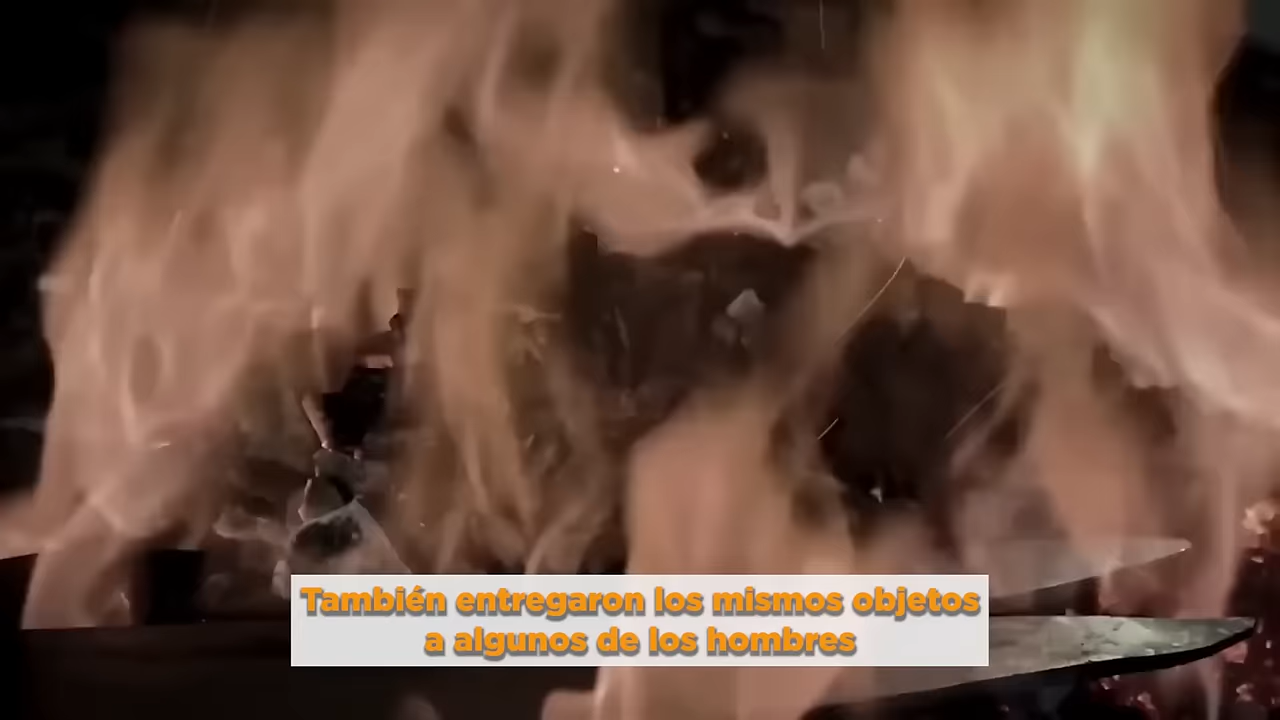 También entregaron los mismos objetos
a algunos de los hombres